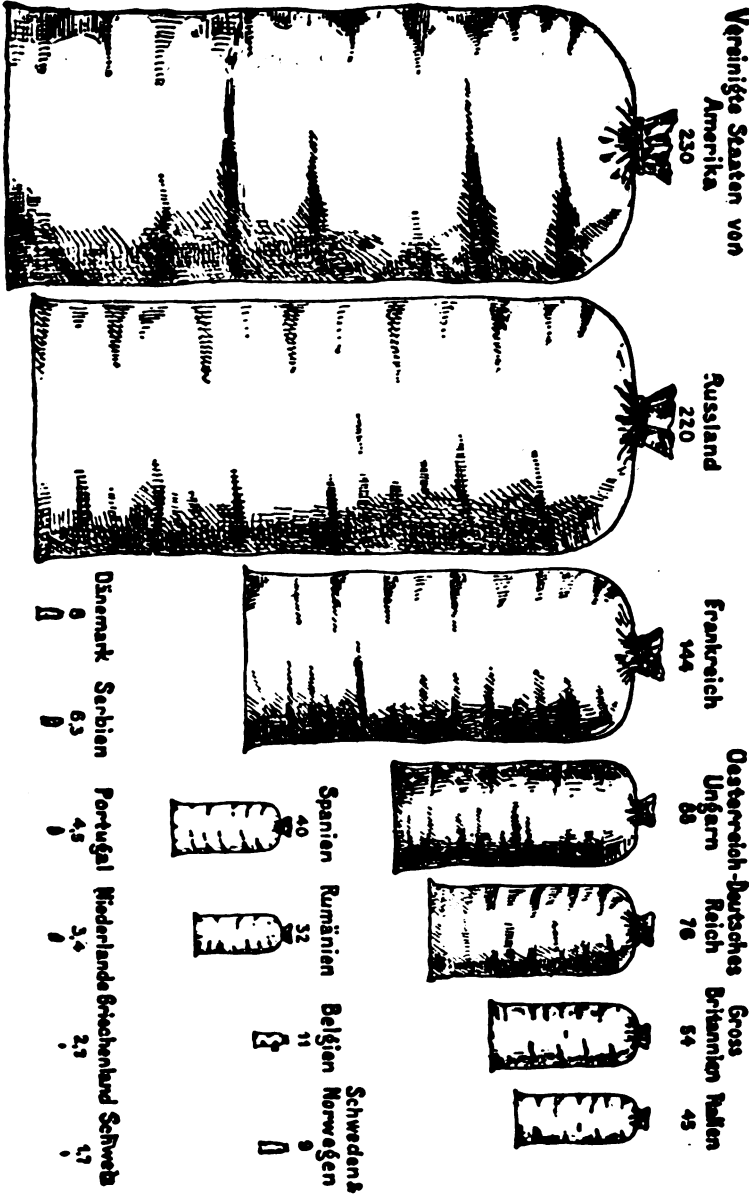 Vereinigte Staaten von
Amerika
230
Russland
220
Frankreich
144
Oesterreich-
Ungarn
88
Deutsches
Reich
76
Gross
Britannien
54
Italien
45
Spanien
40
Rumänien
32
Belgien
11
Schweden &
Norwegen
9
Dänemark
8
Serbien
6,3
Portugal
4,5
Niederlande
3,4
Griechenland
Schweiz
1,7